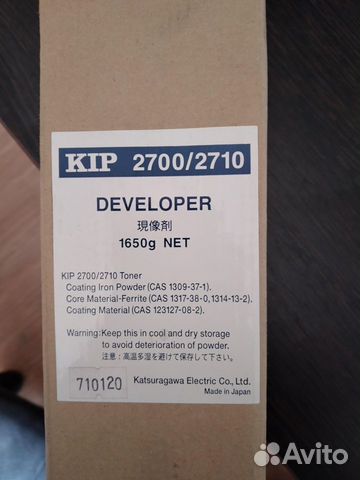 KIP 2700/2710
DEVELOPER
現像剤
1650g NET
KIP 2700/2710 Toner
Coating Iron Powder (CAS 1309-37-1).
Core Material-Ferrite (CAS 1317-38-0, 1314-13-2).
Coating Material (CAS 123127-08-2).
Warning: Keep this in cool and dry storage
to avoid deterioration of powder.
注意：高温多湿を避けて保存して下さい。
710120
Katsuragawa Electric Co., Ltd.
Made in Japan
Avito